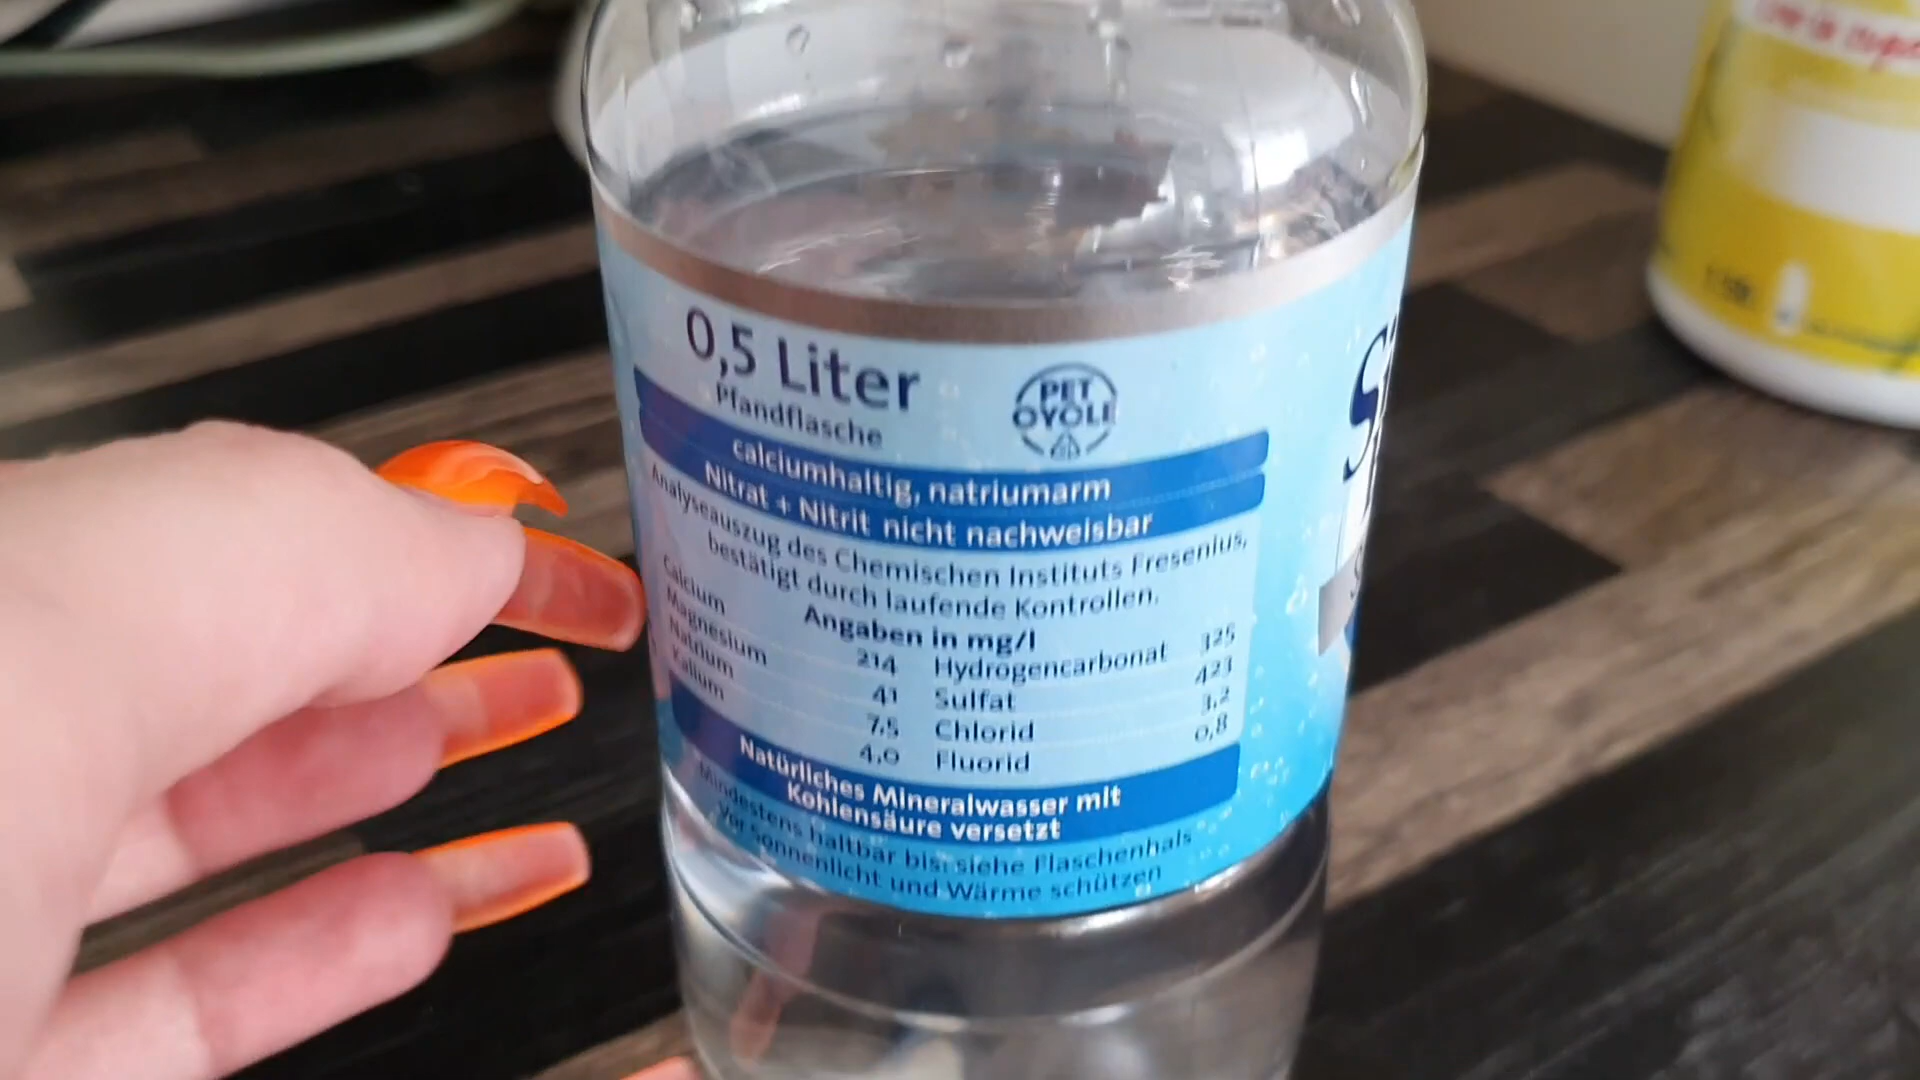 0,5 Liter
Pfandflasche
PET
CYCLE
calciumhaltig, natriumarm
Nitrat + Nitrit nicht nachweisbar
Analyseauszug des Chemischen Instituts Fresenius,
bestätigt durch laufende Kontrollen.
Angaben in mg/l
Calcium 214 Hydrogencarbonat 325
Magnesium 41 Sulfat 423
Natrium 7,5 Chlorid 3,2
Kalium 4,0 Fluorid 0,8
Natürliches Mineralwasser mit
Kohlensäure versetzt
Mindestens haltbar bis: siehe Flaschenhals
Vor Sonnenlicht und Wärme schützen